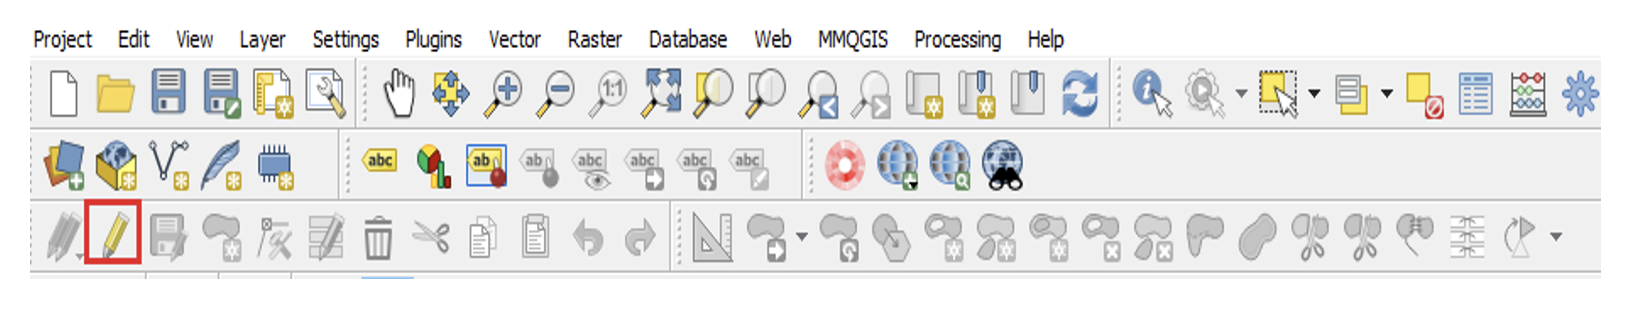 Project Edit View Layer Settings Plugins Vector Raster Database Web MMQGIS Processing Help
1:1
abc ab ab abc abc abc abc